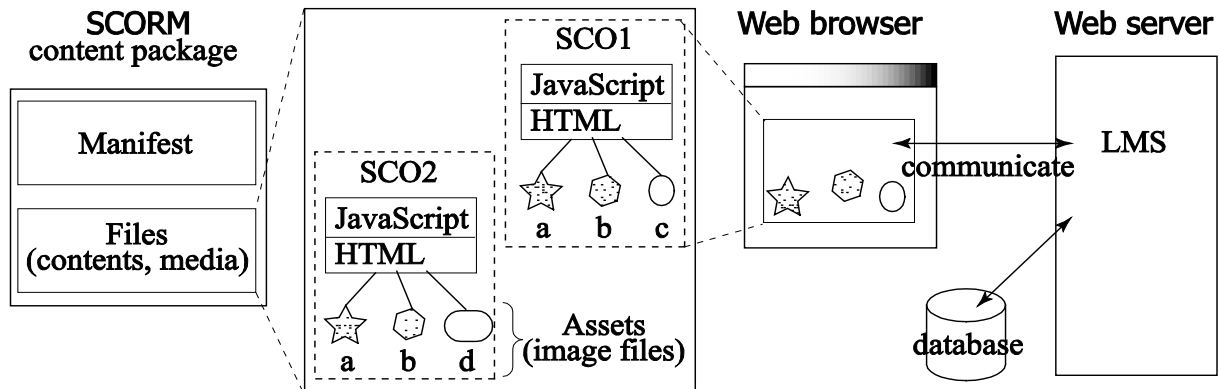 SCORM
content package
Manifest
Files
(contents, media)
SCO1
JavaScript
HTML
a b c
SCO2
JavaScript
HTML
a b d
Assets
(image files)
Web browser
communicate
Web server
LMS
database